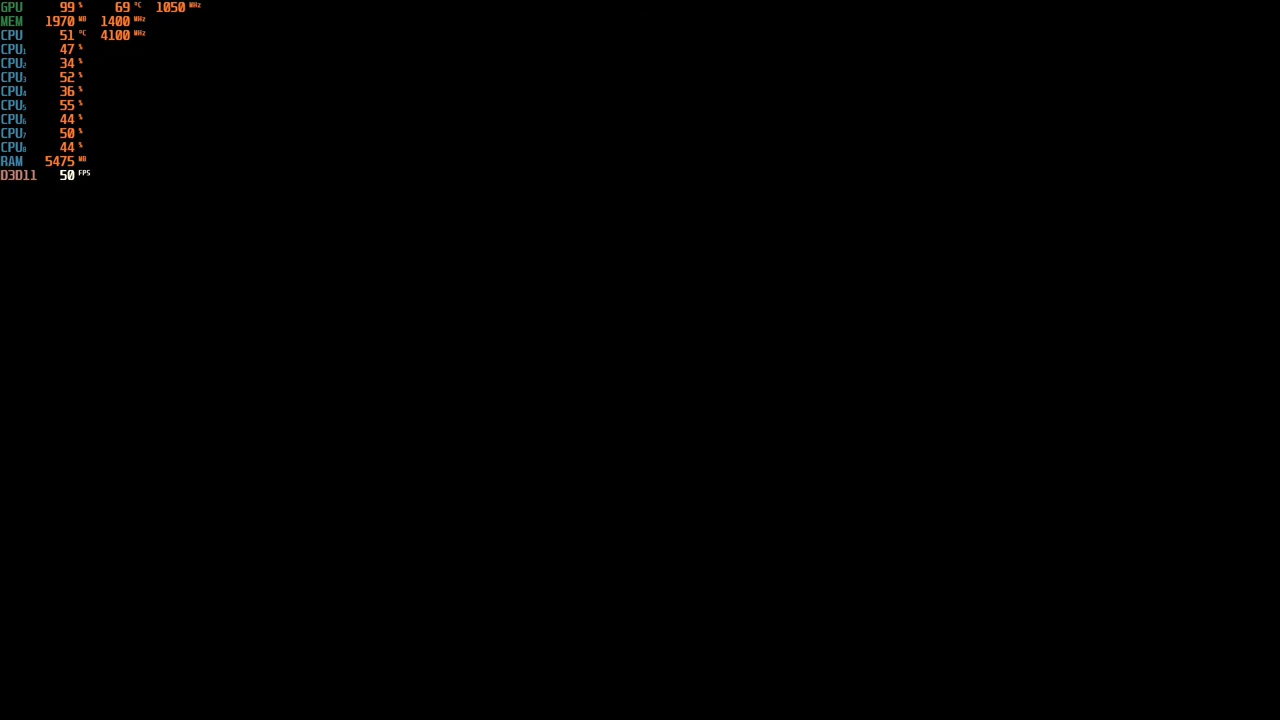 GPU 99 % 69 °C 1050 MHz
MEM 1970 MB 1400 MHz
CPU 51 °C 4100 MHz
CPU1 47 %
CPU2 34 %
CPU3 52 %
CPU4 36 %
CPU5 55 %
CPU6 44 %
CPU7 50 %
CPU8 44 %
RAM 5475 MB
D3D11 50 FPS